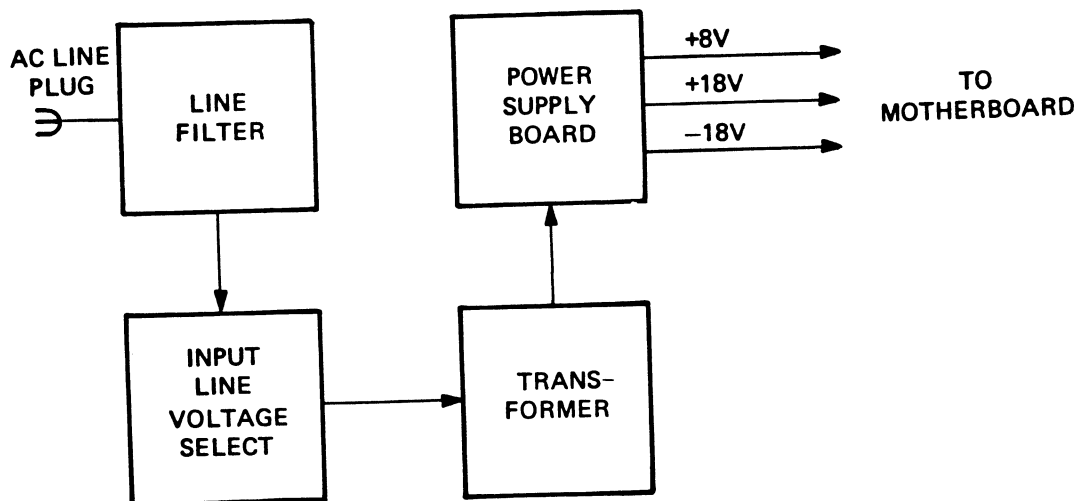 AC LINE
PLUG
LINE
FILTER
INPUT
LINE
VOLTAGE
SELECT
TRANS-
FORMER
POWER
SUPPLY
BOARD
+8V
+18V
−18V
TO
MOTHERBOARD